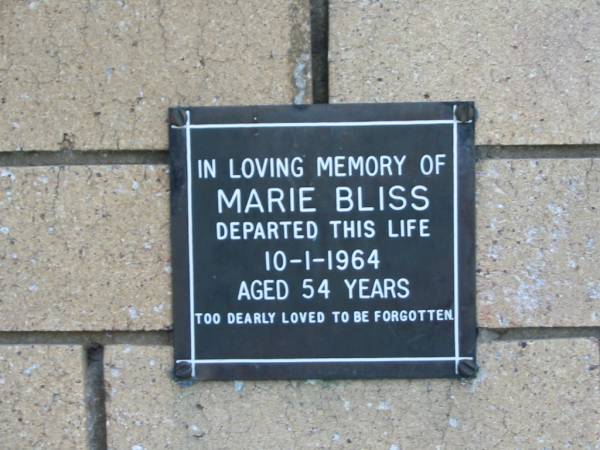 IN LOVING MEMORY OF
MARIE BLISS
DEPARTED THIS LIFE
10-1-1964
AGED 54 YEARS
TOO DEARLY LOVED TO BE FORGOTTEN.